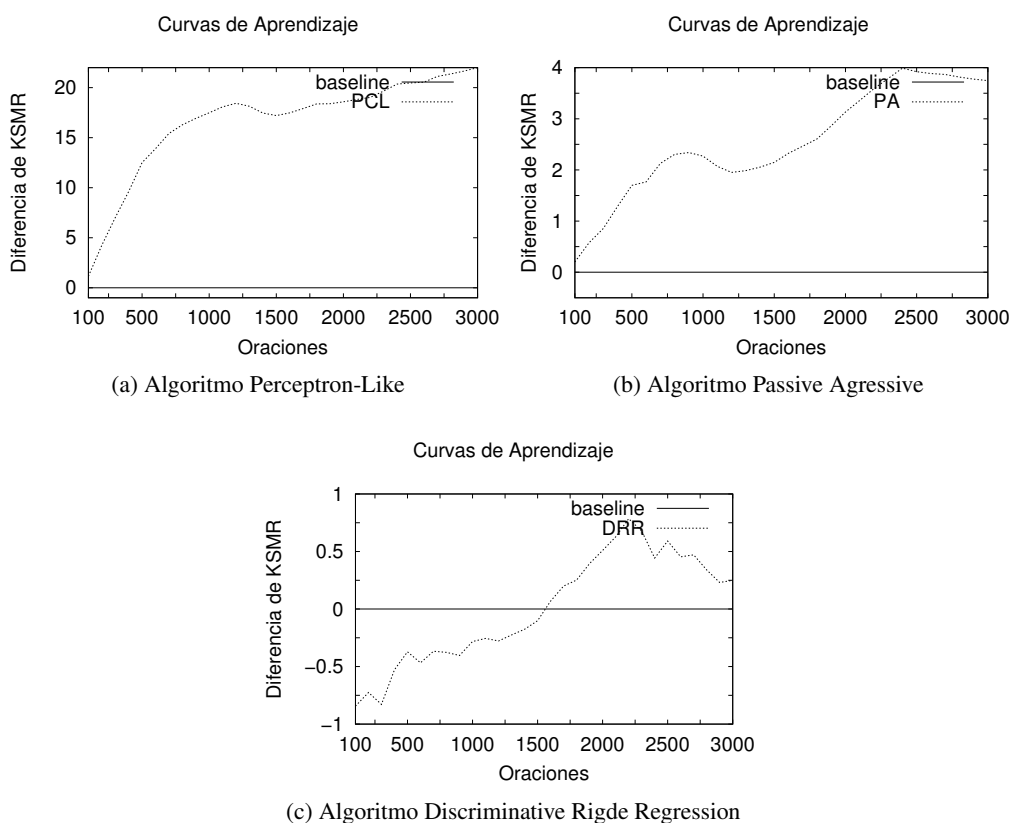 Curvas de Aprendizaje
Diferencia de KSMR
20
15
10
5
0
baseline
PCL
100 500 1000 1500 2000 2500 3000
Oraciones
(a) Algoritmo Perceptron-Like
Curvas de Aprendizaje
Diferencia de KSMR
4
3
2
1
0
baseline
PA
100 500 1000 1500 2000 2500 3000
Oraciones
(b) Algoritmo Passive Agressive
Curvas de Aprendizaje
Diferencia de KSMR
1
0.5
0
−0.5
−1
baseline
DRR
100 500 1000 1500 2000 2500 3000
Oraciones
(c) Algoritmo Discriminative Rigde Regression